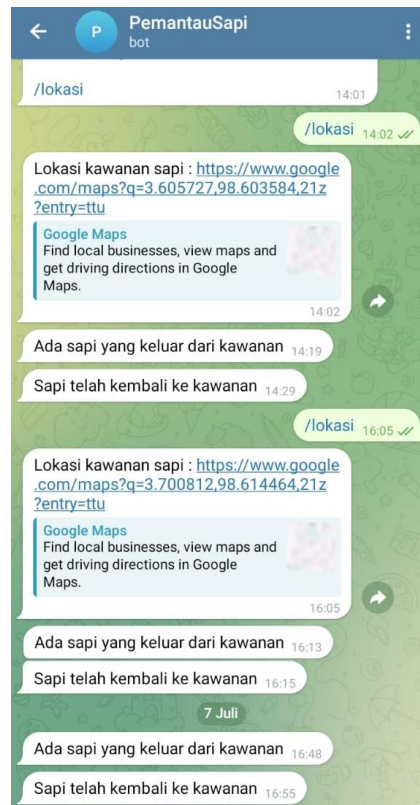 PemantauSapi
P
bot
/lokasi
14:01
/lokasi 14:02
Lokasi kawanan sapi : https://www.google
.com/maps?q=3.605727,98.603584,21z
?entry=ttu
Google Maps
Find local businesses, view maps and
get driving directions in Google
Maps.
14:02
Ada sapi yang keluar dari kawanan 14:19
Sapi telah kembali ke kawanan 14:29
/lokasi 16:05
Lokasi kawanan sapi : https://www.google
.com/maps?q=3.700812,98.614464,21z
?entry=ttu
Google Maps
Find local businesses, view maps and
get driving directions in Google
Maps.
16:05
Ada sapi yang keluar dari kawanan 16:13
Sapi telah kembali ke kawanan 16:15
7 Juli
Ada sapi yang keluar dari kawanan 16:48
Sapi telah kembali ke kawanan 16:55